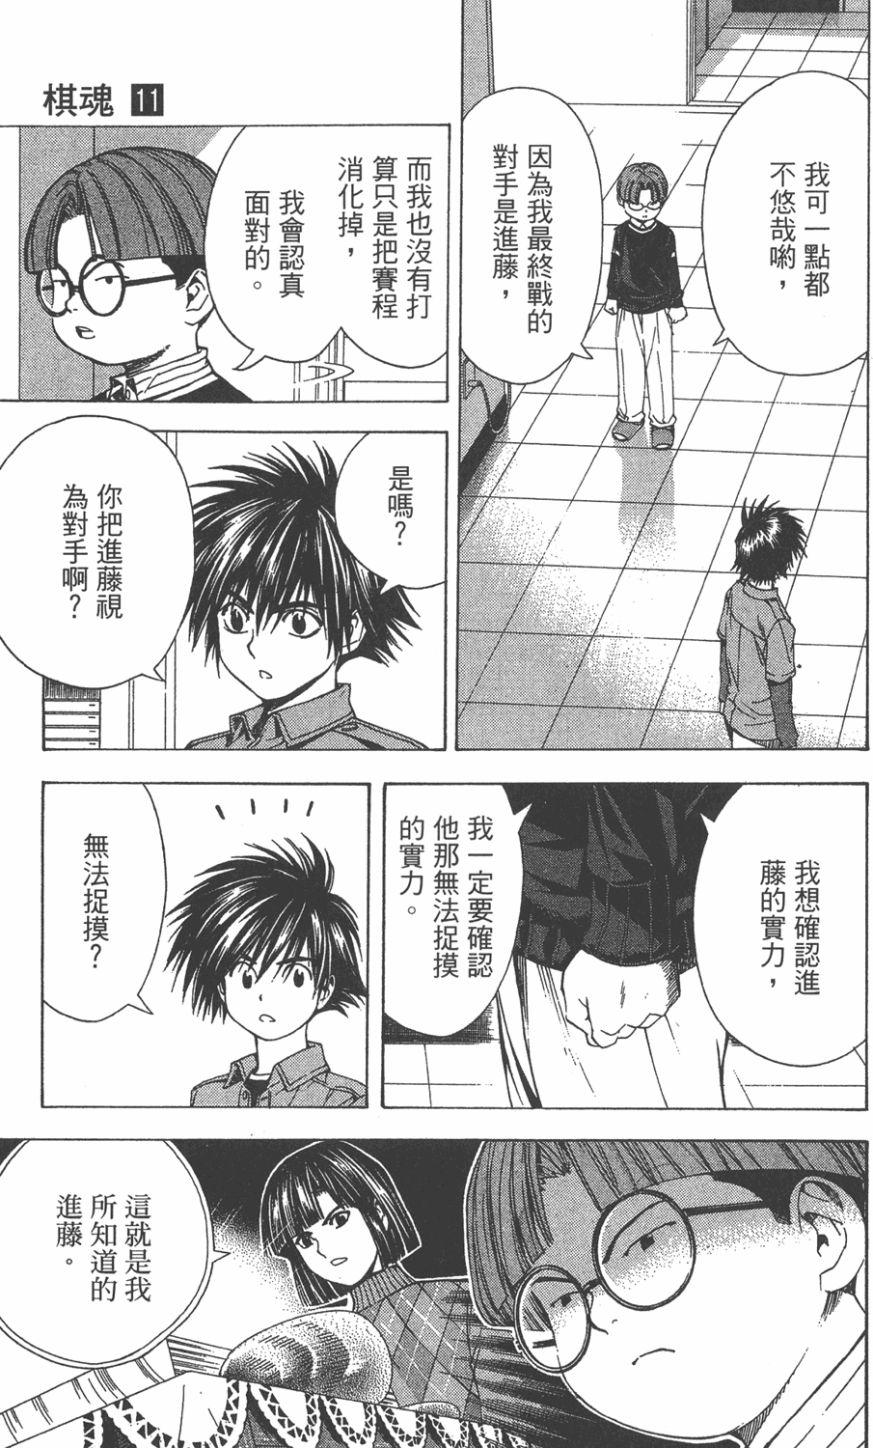 棋魂 11
我可一點都
不悠哉喲，
因為我最終戰的
對手是進藤，
而我也沒有打
算只是把賽程
消化掉，
我會認真
面對的。
是嗎？
你把進藤視
為對手啊？
我想確認進
藤的實力，
我一定要確認
他那無法捉摸
的實力。
無法捉摸？
這就是我
所知道的
進藤。